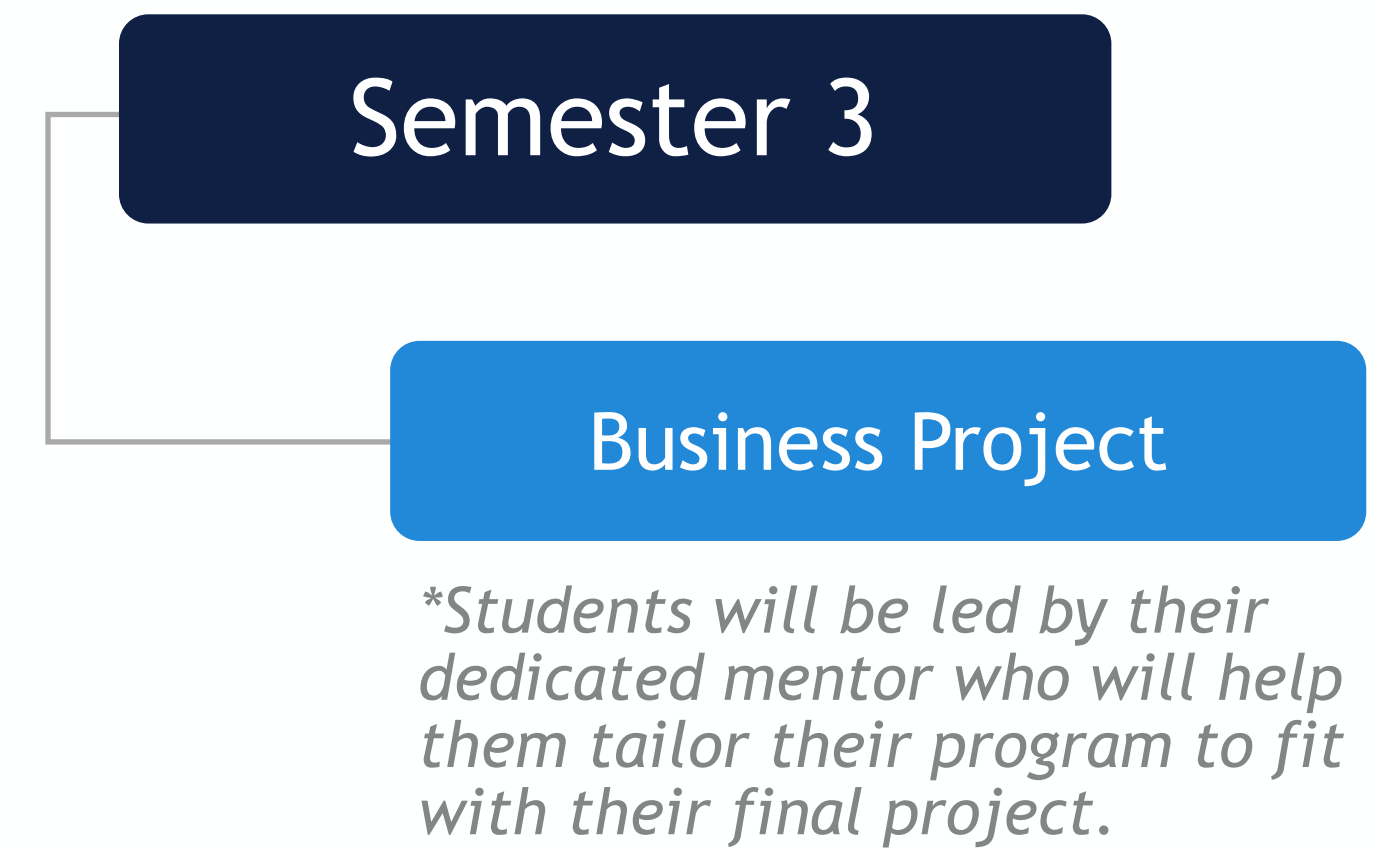 Semester 3
Business Project
*Students will be led by their
dedicated mentor who will help
them tailor their program to fit
with their final project.